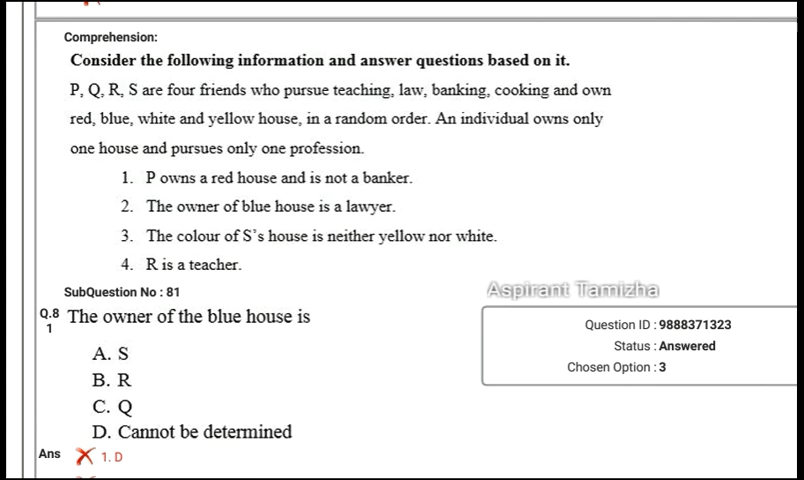 Comprehension:
Consider the following information and answer questions based on it.
P, Q, R, S are four friends who pursue teaching, law, banking, cooking and own
red, blue, white and yellow house, in a random order. An individual owns only
one house and pursues only one profession.
1. P owns a red house and is not a banker.
2. The owner of blue house is a lawyer.
3. The colour of S's house is neither yellow nor white.
4. R is a teacher.
SubQuestion No : 81
Aspirant Tamizha
Q.81 The owner of the blue house is
Question ID : 9888371323
Status : Answered
Chosen Option : 3
A. S
B. R
C. Q
D. Cannot be determined
Ans 1. D